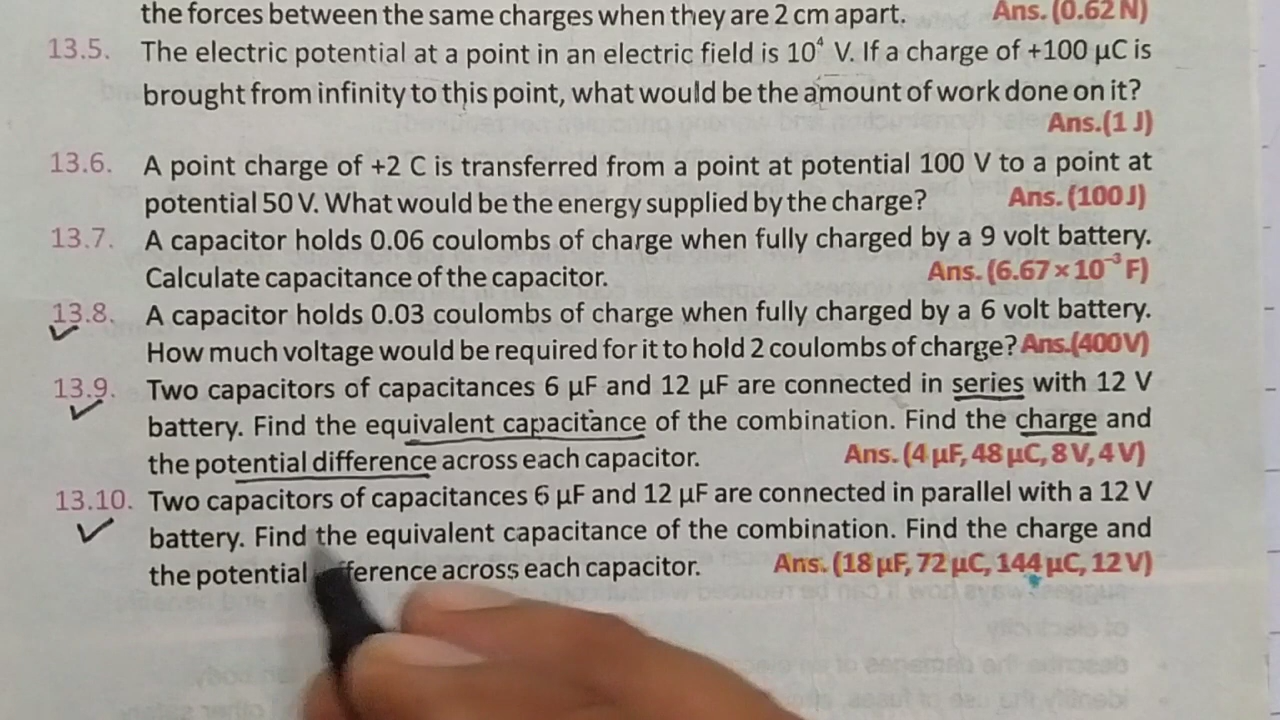 the forces between the same charges when they are 2 cm apart. Ans. (0.62 N)
13.5. The electric potential at a point in an electric field is 10⁴ V. If a charge of +100 µC is
brought from infinity to this point, what would be the amount of work done on it?
Ans.(1 J)
13.6. A point charge of +2 C is transferred from a point at potential 100 V to a point at
potential 50 V. What would be the energy supplied by the charge? Ans. (100 J)
13.7. A capacitor holds 0.06 coulombs of charge when fully charged by a 9 volt battery.
Calculate capacitance of the capacitor. Ans. (6.67 × 10⁻³ F)
13.8. A capacitor holds 0.03 coulombs of charge when fully charged by a 6 volt battery.
How much voltage would be required for it to hold 2 coulombs of charge? Ans.(400 V)
13.9. Two capacitors of capacitances 6 µF and 12 µF are connected in series with 12 V
battery. Find the equivalent capacitance of the combination. Find the charge and
the potential difference across each capacitor. Ans. (4 µF, 48 µC, 8 V, 4 V)
13.10. Two capacitors of capacitances 6 µF and 12 µF are connected in parallel with a 12 V
battery. Find the equivalent capacitance of the combination. Find the charge and
the potential ference across each capacitor. Ans. (18 µF, 72 µC, 144 µC, 12 V)